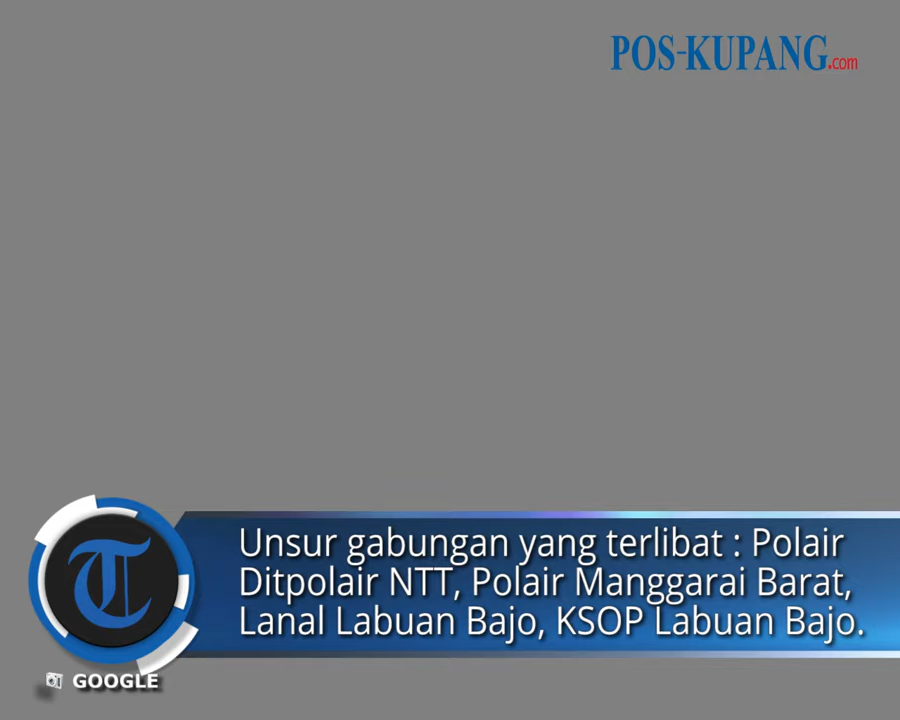 POS-KUPANG.com
Unsur gabungan yang terlibat : Polair
Ditpolair NTT, Polair Manggarai Barat,
Lanal Labuan Bajo, KSOP Labuan Bajo.
T
GOOGLE